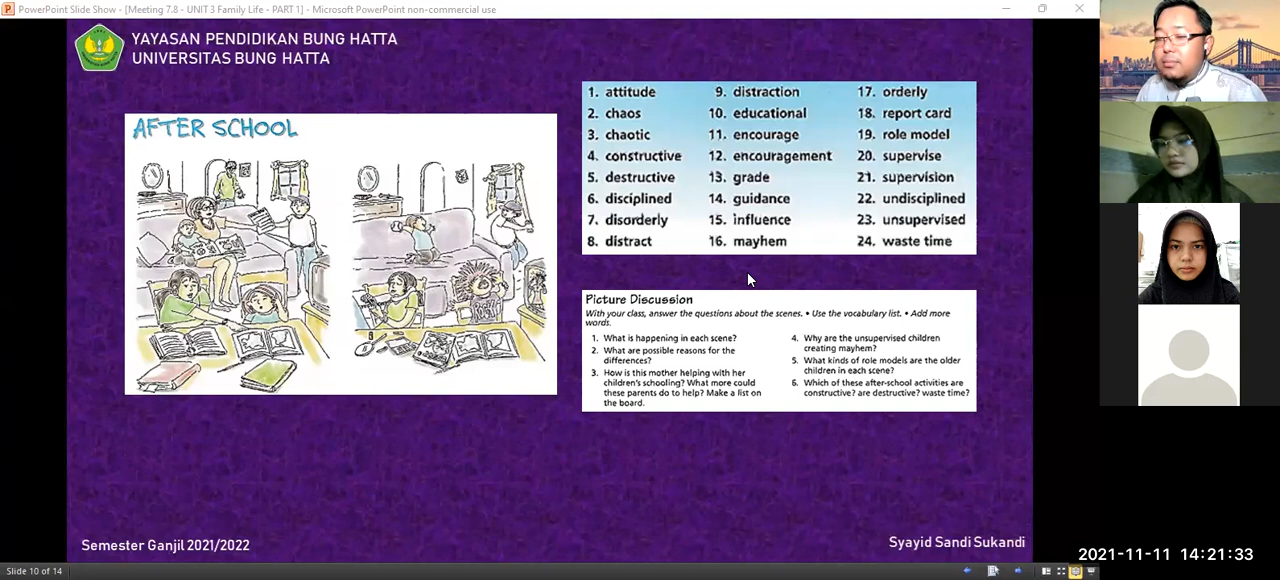 PowerPoint Slide Show - [Meeting 7.8 - UNIT 3 Family Life - PART 1] - Microsoft PowerPoint non-commercial use
YAYASAN PENDIDIKAN BUNG HATTA
UNIVERSITAS BUNG HATTA
AFTER SCHOOL
1. attitude
2. chaos
3. chaotic
4. constructive
5. destructive
6. disciplined
7. disorderly
8. distract
9. distraction
10. educational
11. encourage
12. encouragement
13. grade
14. guidance
15. influence
16. mayhem
17. orderly
18. report card
19. role model
20. supervise
21. supervision
22. undisciplined
23. unsupervised
24. waste time
Picture Discussion
With your class, answer the questions about the scenes. • Use the vocabulary list. • Add more
words.
1. What is happening in each scene?
2. What are possible reasons for the
differences?
3. How is this mother helping with her
children's schooling? What more could
these parents do to help? Make a list on
the board.
4. Why are the unsupervised children
creating mayhem?
5. What kinds of role models are the older
children in each scene?
6. Which of these after-school activities are
constructive? are destructive? waste time?
Semester Ganjil 2021/2022
Syayid Sandi Sukandi
2021-11-11 14:21:33
Slide 10 of 14